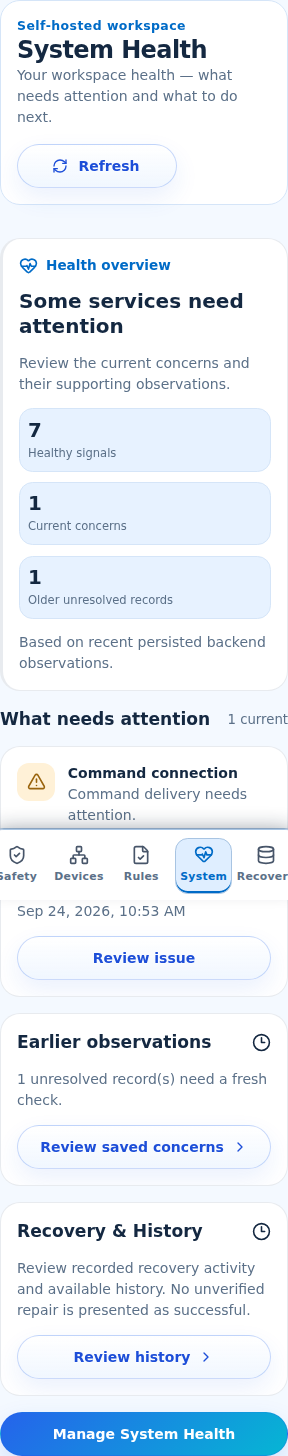 Self-hosted workspace
System Health
Your workspace health — what
needs attention and what to do
next.
Refresh
Health overview
Some services need
attention
Review the current concerns and
their supporting observations.
7
Healthy signals
1
Current concerns
1
Older unresolved records
Based on recent persisted backend
observations.
What needs attention 1 current
Command connection
Command delivery needs
attention.
Safety Devices Rules System Recover
Sep 24, 2026, 10:53 AM
Review issue
Earlier observations
1 unresolved record(s) need a fresh
check.
Review saved concerns
Recovery & History
Review recorded recovery activity
and available history. No unverified
repair is presented as successful.
Review history
Manage System Health